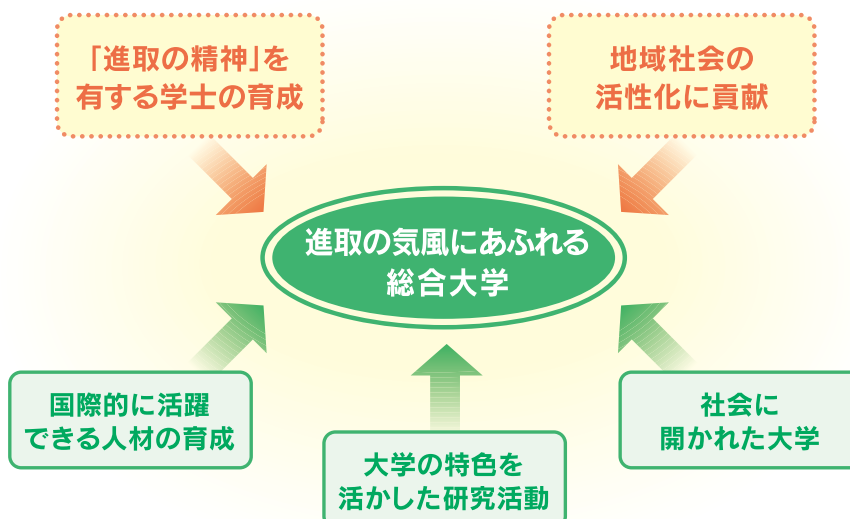 「進取の精神」を
有する学士の育成
地域社会の
活性化に貢献
進取の気風にあふれる
総合大学
国際的に活躍
できる人材の育成
大学の特色を
活かした研究活動
社会に
開かれた大学